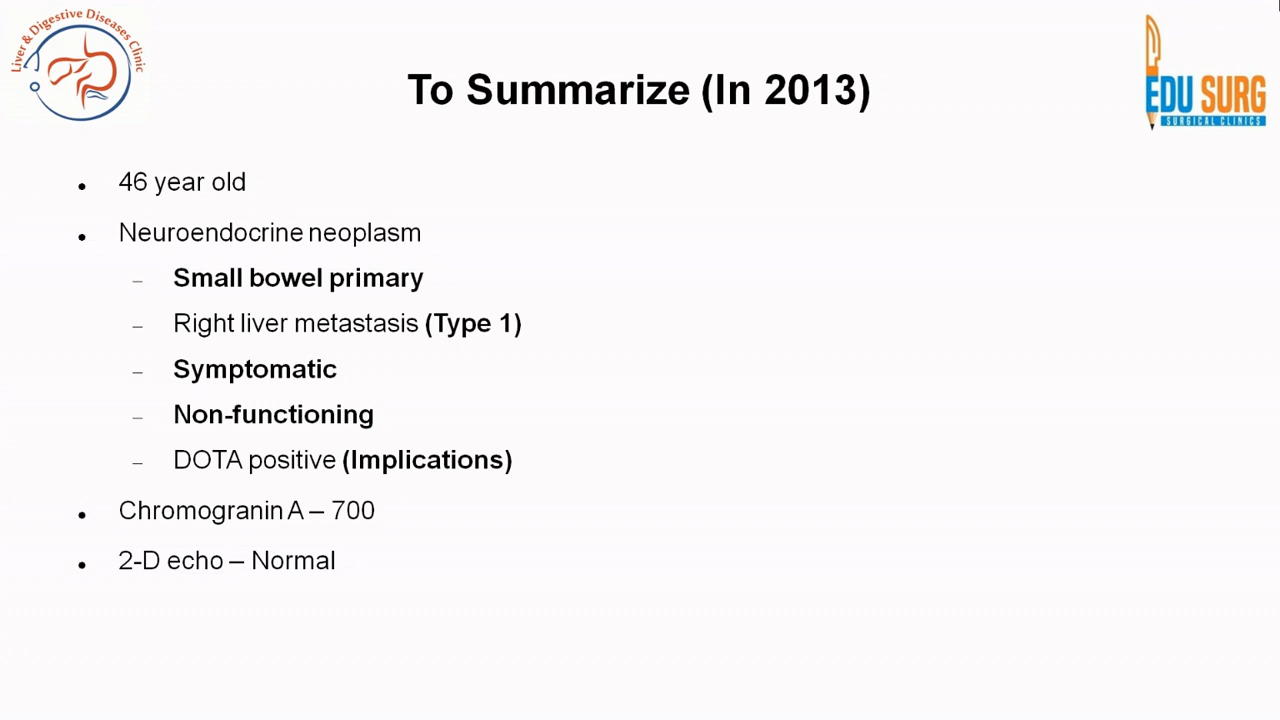 Liver & Digestive Diseases Clinic
EDU SURG
SURGICAL CLINICS
To Summarize (In 2013)
• 46 year old
• Neuroendocrine neoplasm
– Small bowel primary
– Right liver metastasis (Type 1)
– Symptomatic
– Non-functioning
– DOTA positive (Implications)
• Chromogranin A – 700
• 2-D echo – Normal